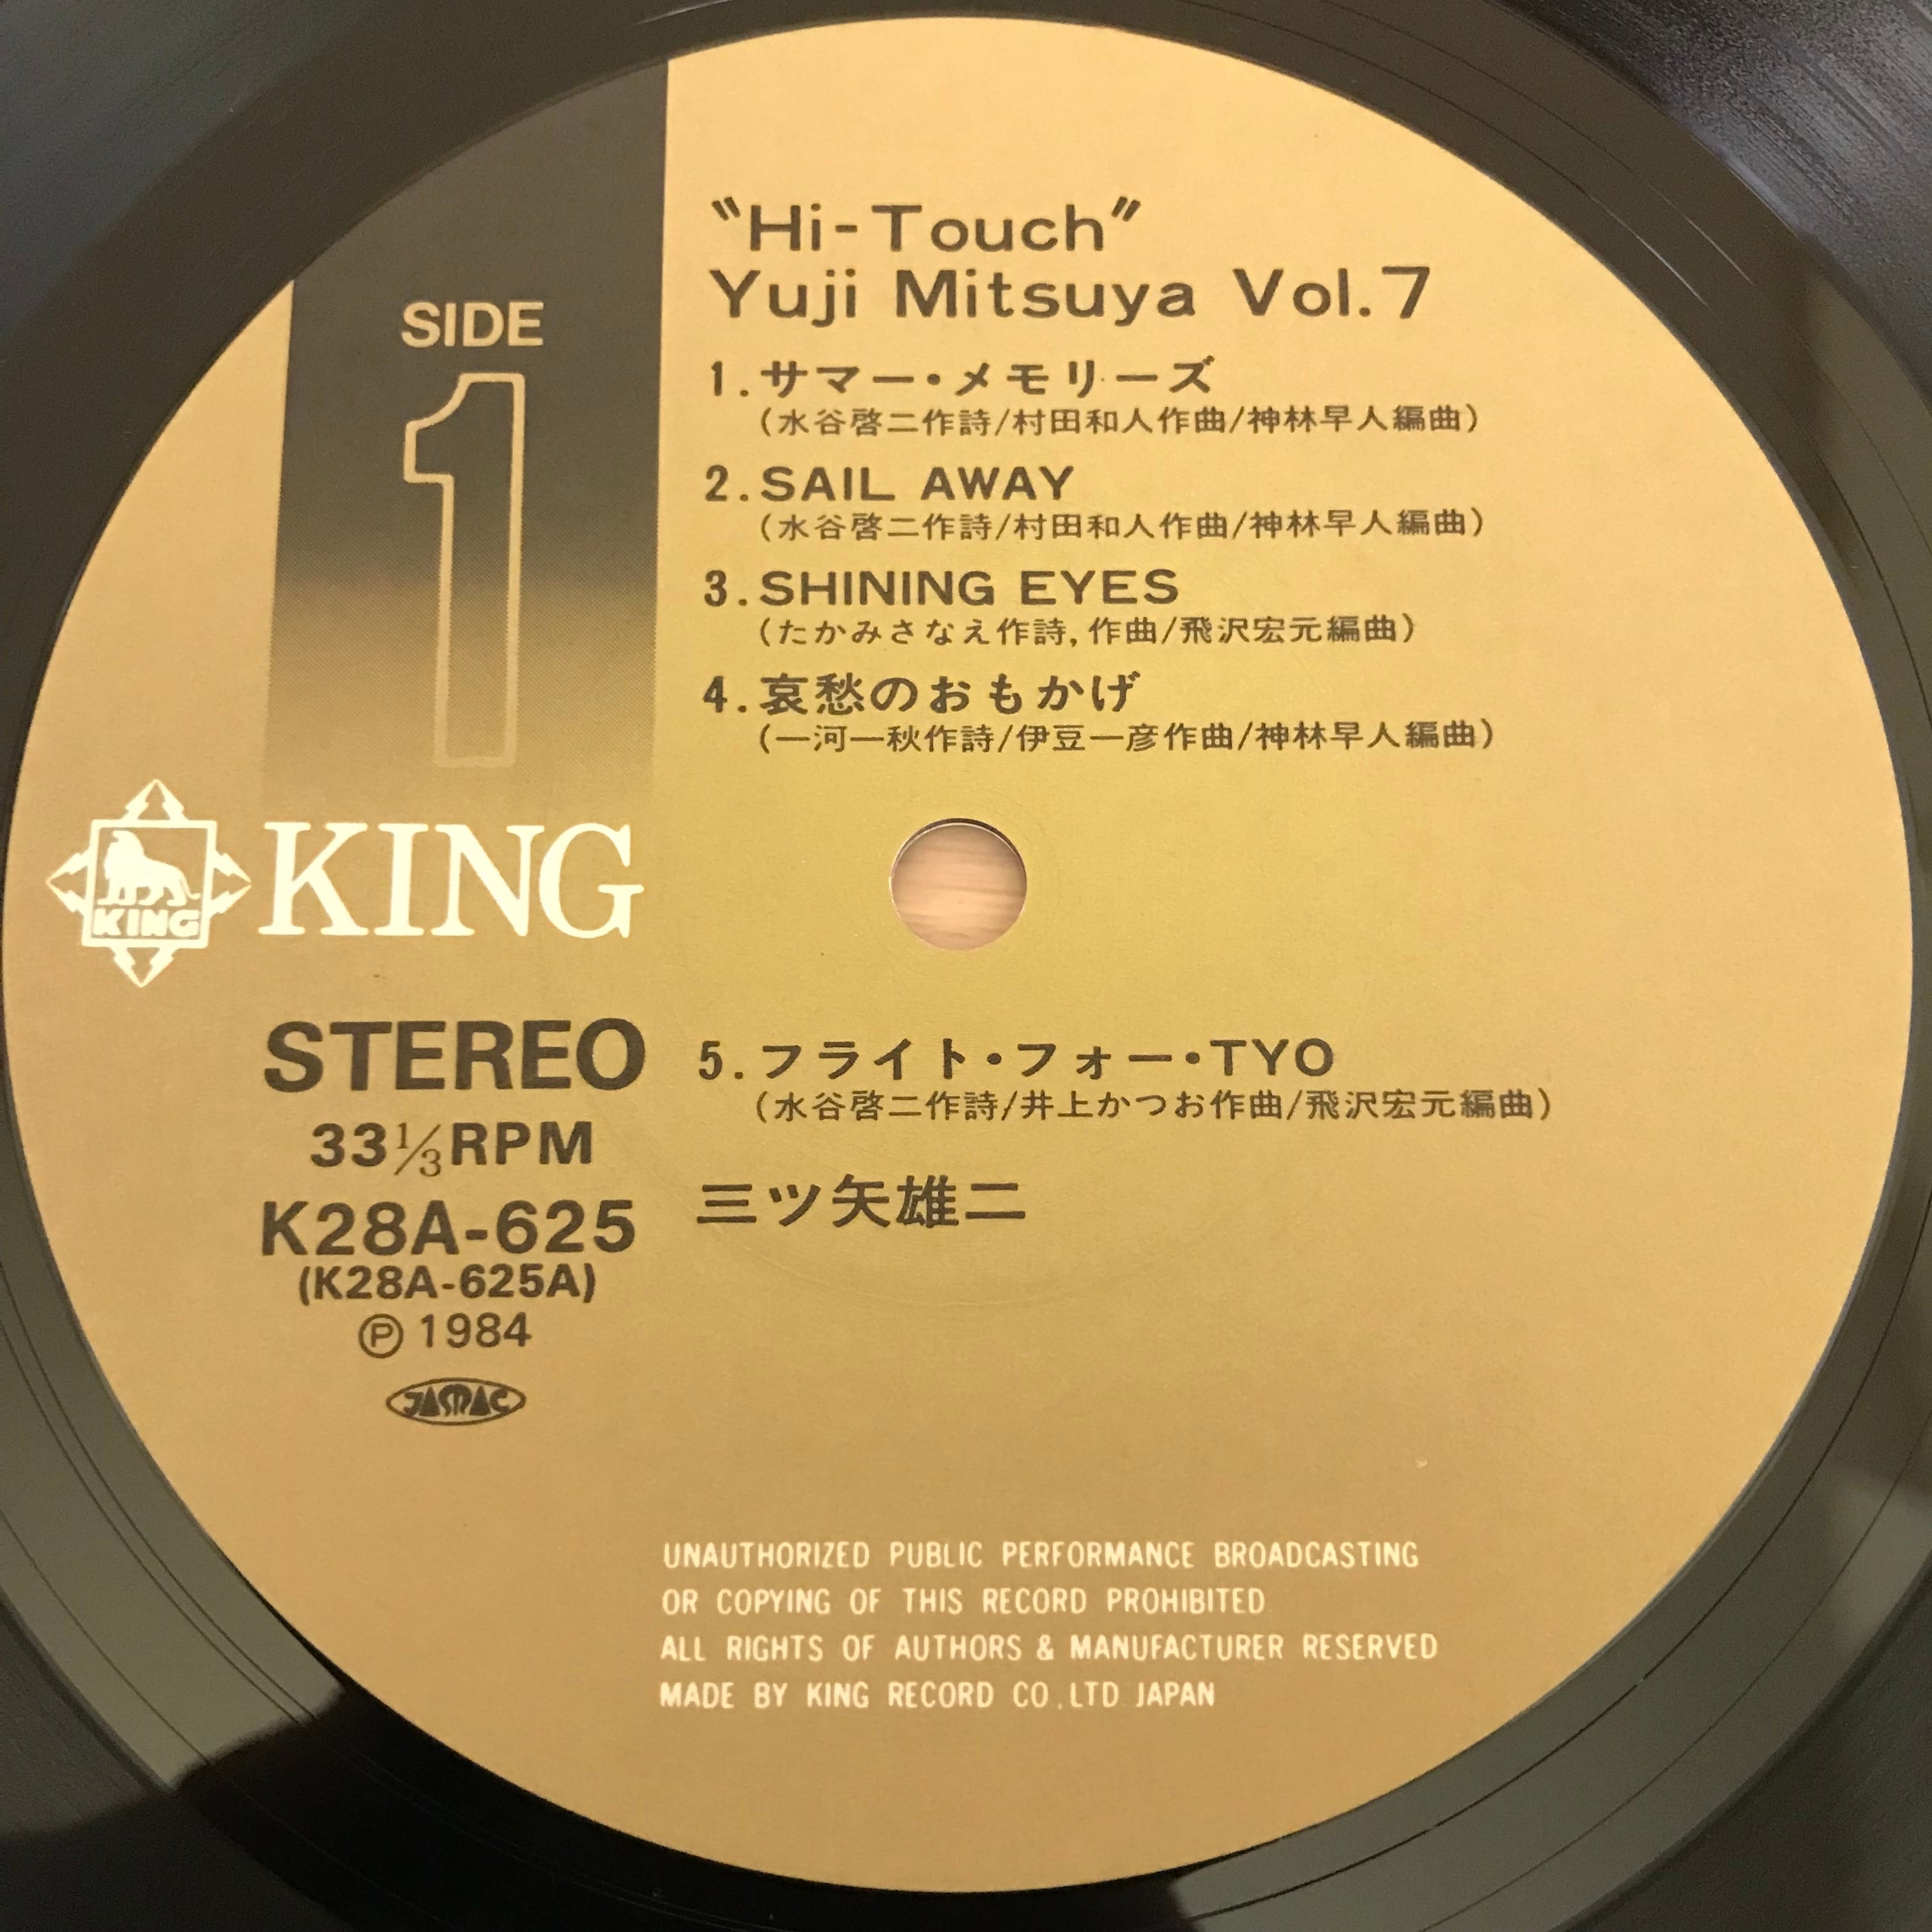 SIDE
1
"Hi-Touch"
Yuji Mitsuya Vol.7
1.サマー・メモリーズ
(水谷啓二作詩/村田和人作曲/神林早人編曲)
2.SAIL AWAY
(水谷啓二作詩/村田和人作曲/神林早人編曲)
3.SHINING EYES
(たかみさなえ作詩,作曲/飛沢宏元編曲)
4.哀愁のおもかげ
(一河一秋作詩/伊豆一彦作曲/神林早人編曲)
KING
KING
STEREO
33⅓RPM
K28A-625
(K28A-625A)
Ⓟ1984
JASRAC
5.フライト・フォー・TYO
(水谷啓二作詩/井上かつお作曲/飛沢宏元編曲)
三ツ矢雄二
UNAUTHORIZED PUBLIC PERFORMANCE BROADCASTING
OR COPYING OF THIS RECORD PROHIBITED
ALL RIGHTS OF AUTHORS & MANUFACTURER RESERVED
MADE BY KING RECORD CO.,LTD JAPAN